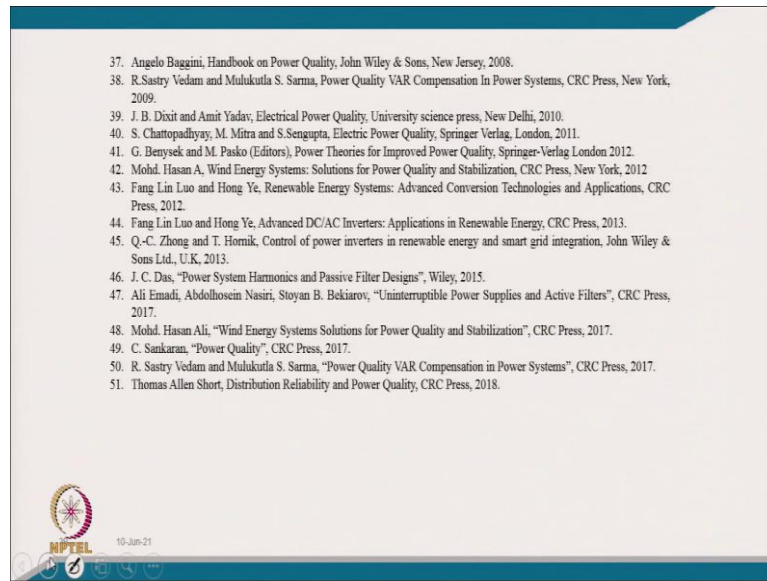 37. Angelo Baggini, Handbook on Power Quality, John Wiley & Sons, New Jersey, 2008.
38. R.Sastry Vedam and Mulukutla S. Sarma, Power Quality VAR Compensation In Power Systems, CRC Press, New York,
2009.
39. J. B. Dixit and Amit Yadav, Electrical Power Quality, University science press, New Delhi, 2010.
40. S. Chattopadhyay, M. Mitra and S.Sengupta, Electric Power Quality, Springer Verlag, London, 2011.
41. G. Benysek and M. Pasko (Editors), Power Theories for Improved Power Quality, Springer-Verlag London 2012.
42. Mohd. Hasan A, Wind Energy Systems: Solutions for Power Quality and Stabilization, CRC Press, New York, 2012
43. Fang Lin Luo and Hong Ye, Renewable Energy Systems: Advanced Conversion Technologies and Applications, CRC
Press, 2012.
44. Fang Lin Luo and Hong Ye, Advanced DC/AC Inverters: Applications in Renewable Energy, CRC Press, 2013.
45. Q.-C. Zhong and T. Hornik, Control of power inverters in renewable energy and smart grid integration, John Wiley &
Sons Ltd., U.K, 2013.
46. J. C. Das, “Power System Harmonics and Passive Filter Designs”, Wiley, 2015.
47. Ali Emadi, Abdolhosein Nasiri, Stoyan B. Bekiarov, “Uninterruptible Power Supplies and Active Filters”, CRC Press,
2017.
48. Mohd. Hasan Ali, “Wind Energy Systems Solutions for Power Quality and Stabilization”, CRC Press, 2017.
49. C. Sankaran, “Power Quality”, CRC Press, 2017.
50. R. Sastry Vedam and Mulukutla S. Sarma, “Power Quality VAR Compensation in Power Systems”, CRC Press, 2017.
51. Thomas Allen Short, Distribution Reliability and Power Quality, CRC Press, 2018.
10-Jun-21
NPTEL